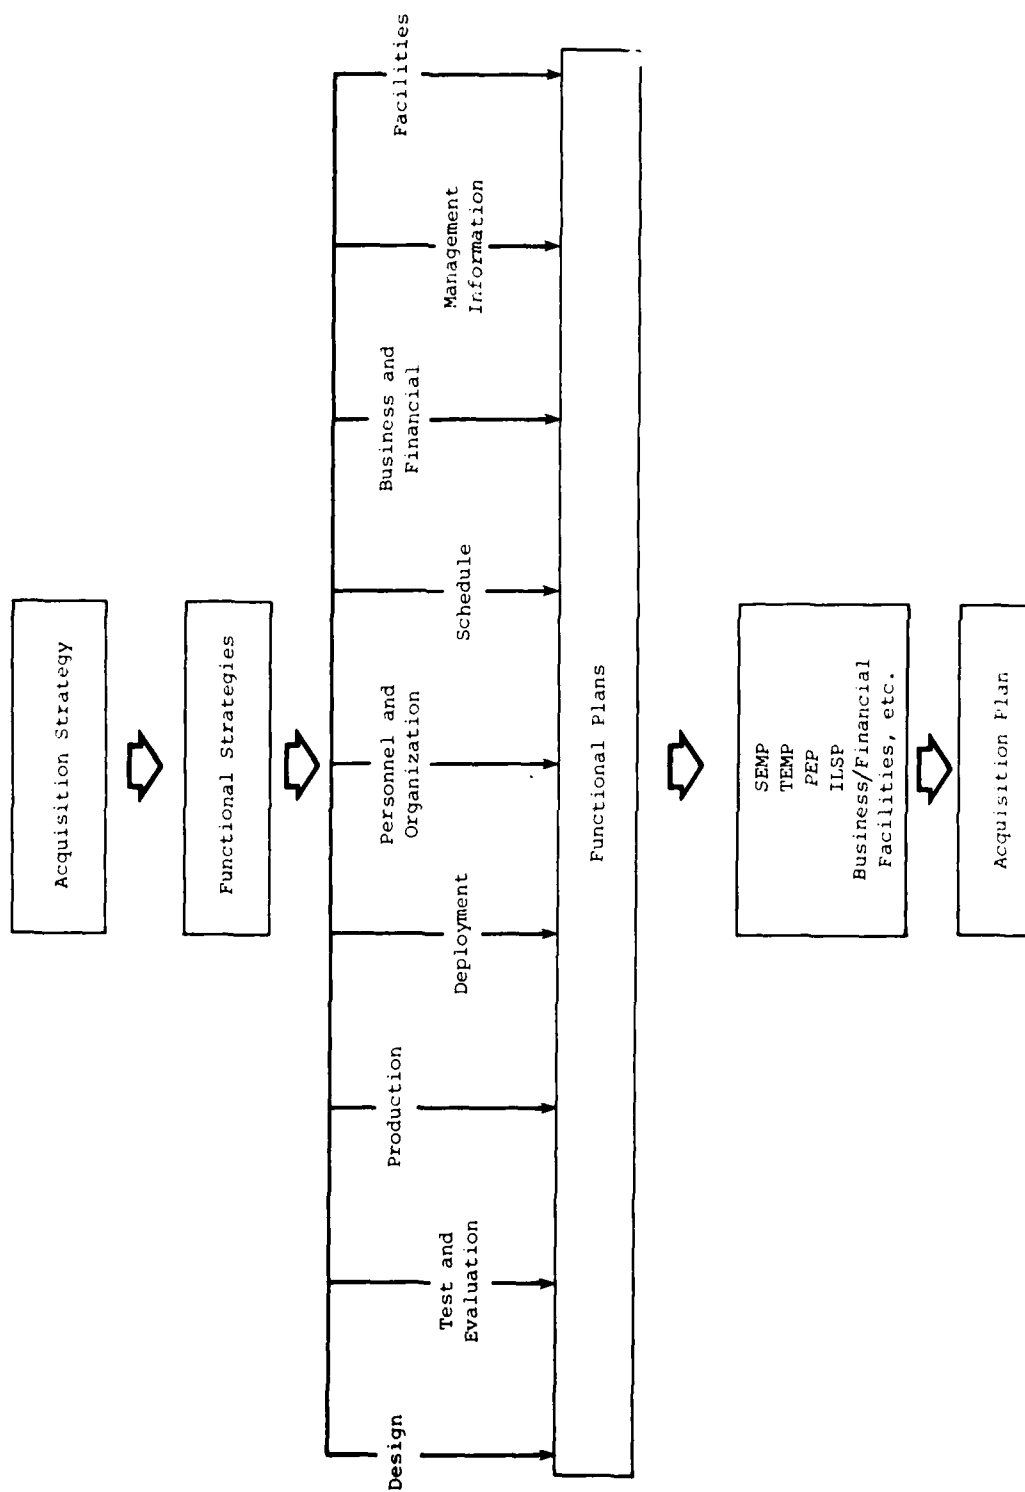 Acquisition Strategy
Functional Strategies
Design
Test and
Evaluation
Production
Deployment
Personnel and
Organization
Schedule
Business and
Financial
Management
Information
Facilities
Functional Plans
SEMP
TEMP
PEP
ILSP
Business/Financial
Facilities, etc.
Acquisition Plan